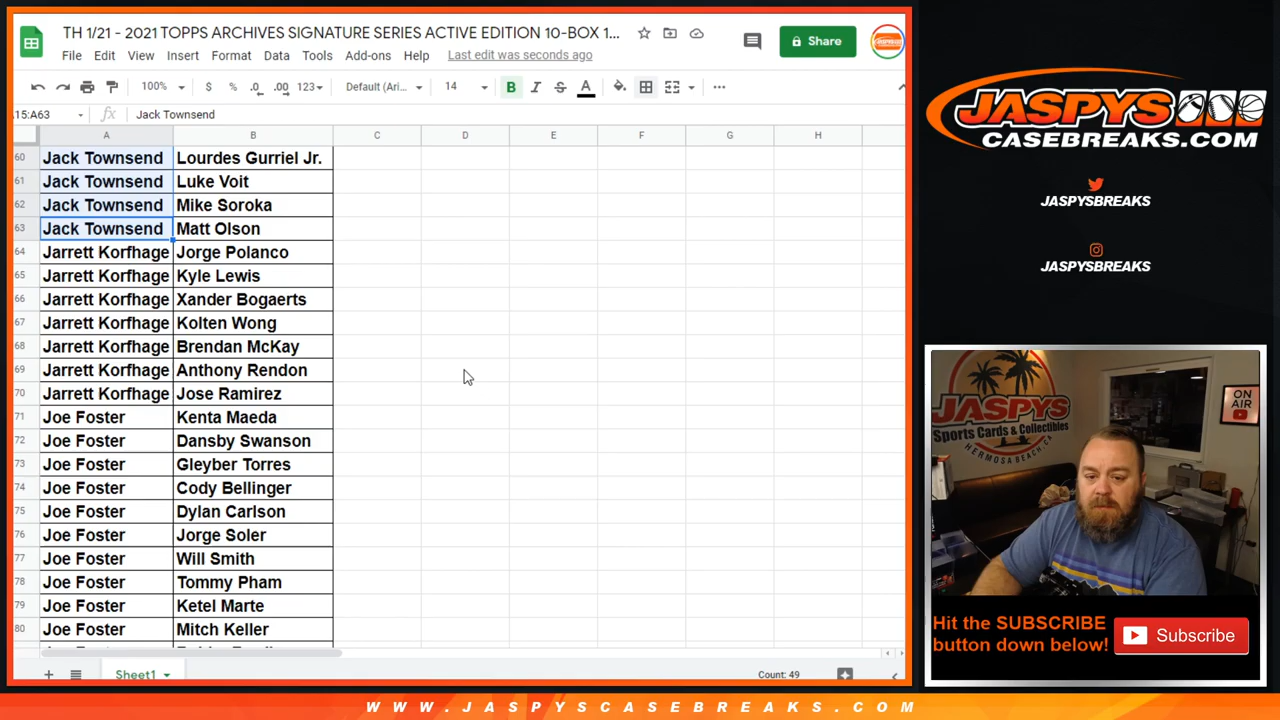 TH 1/21 - 2021 TOPPS ARCHIVES SIGNATURE SERIES ACTIVE EDITION 10-BOX 1...
Share
File Edit View Insert Format Data Tools Add-ons Help Last edit was seconds ago
100% $ % .0 .00 123 Default (Ari... 14 B I S A
15:A63 fx Jack Townsend
A B C D E F G H
60 Jack Townsend Lourdes Gurriel Jr.
61 Jack Townsend Luke Voit
62 Jack Townsend Mike Soroka
63 Jack Townsend Matt Olson
64 Jarrett Korfhage Jorge Polanco
65 Jarrett Korfhage Kyle Lewis
66 Jarrett Korfhage Xander Bogaerts
67 Jarrett Korfhage Kolten Wong
68 Jarrett Korfhage Brendan McKay
69 Jarrett Korfhage Anthony Rendon
70 Jarrett Korfhage Jose Ramirez
71 Joe Foster Kenta Maeda
72 Joe Foster Dansby Swanson
73 Joe Foster Gleyber Torres
74 Joe Foster Cody Bellinger
75 Joe Foster Dylan Carlson
76 Joe Foster Jorge Soler
77 Joe Foster Will Smith
78 Joe Foster Tommy Pham
79 Joe Foster Ketel Marte
80 Joe Foster Mitch Keller
Sheet1
Count: 49
JASPYS
CASEBREAKS.COM
JASPYSBREAKS
JASPYSBREAKS
JASPYS
Sports Cards & Collectibles
HERMOSA BEACH, CA
ON AIR
Hit the SUBSCRIBE
button down below!
Subscribe
WWW.JASPYSCASEBREAKS.COM